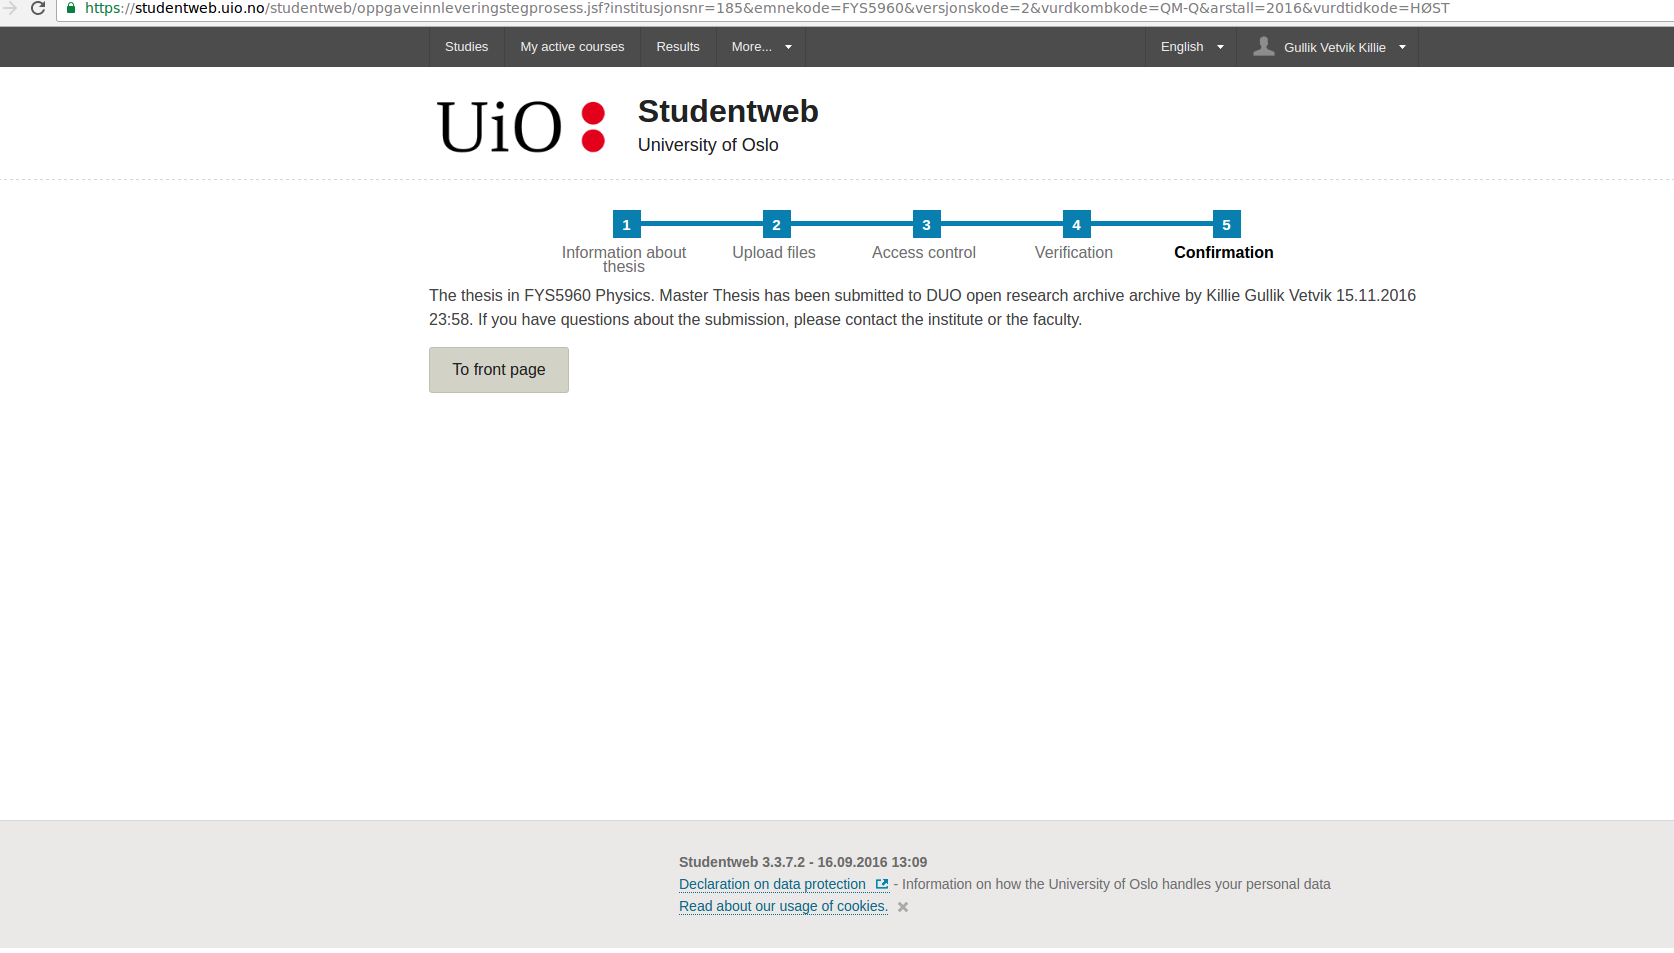 https://studentweb.uio.no/studentweb/oppgaveinnleveringstegprosess.jsf?institusjonsnr=185&emnekode=FYS5960&versjonskode=2&vurdkombkode=QM-Q&arstall=2016&vurdtidkode=HØST
Studies My active courses Results More... English Gullik Vetvik Killie
UiO Studentweb
University of Oslo
1 2 3 4 5
Information about thesis Upload files Access control Verification Confirmation
The thesis in FYS5960 Physics. Master Thesis has been submitted to DUO open research archive archive by Killie Gullik Vetvik 15.11.2016
23:58. If you have questions about the submission, please contact the institute or the faculty.
To front page
Studentweb 3.3.7.2 - 16.09.2016 13:09
Declaration on data protection - Information on how the University of Oslo handles your personal data
Read about our usage of cookies.